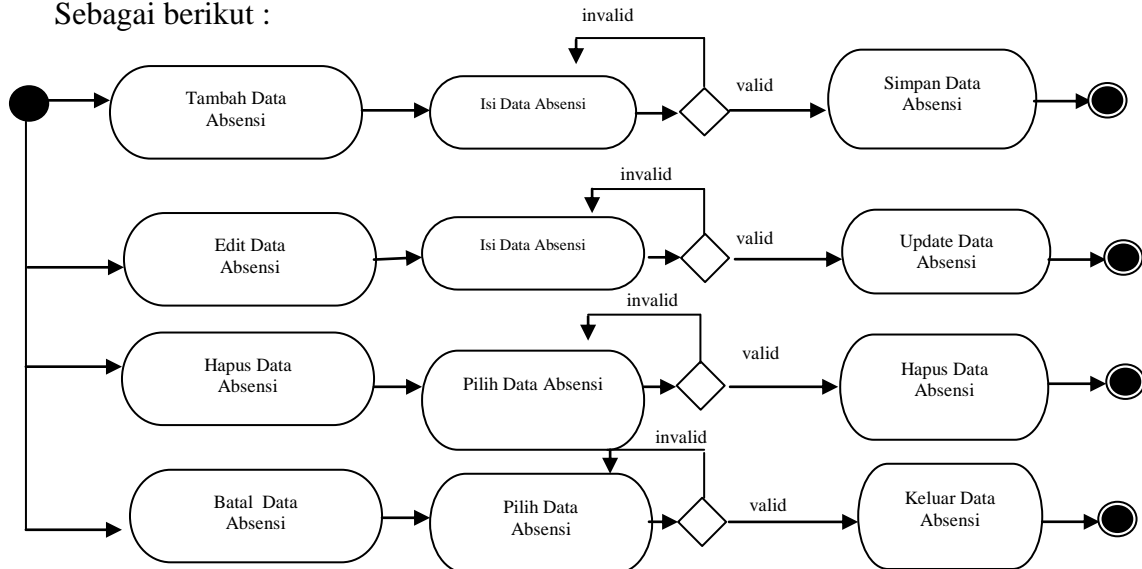 Sebagai berikut :
invalid
Tambah Data
Absensi
Isi Data Absensi
valid
Simpan Data
Absensi
invalid
Edit Data
Absensi
Isi Data Absensi
valid
Update Data
Absensi
invalid
Hapus Data
Absensi
Pilih Data Absensi
valid
Hapus Data
Absensi
invalid
Batal  Data
Absensi
Pilih Data
Absensi
valid
Keluar Data
Absensi